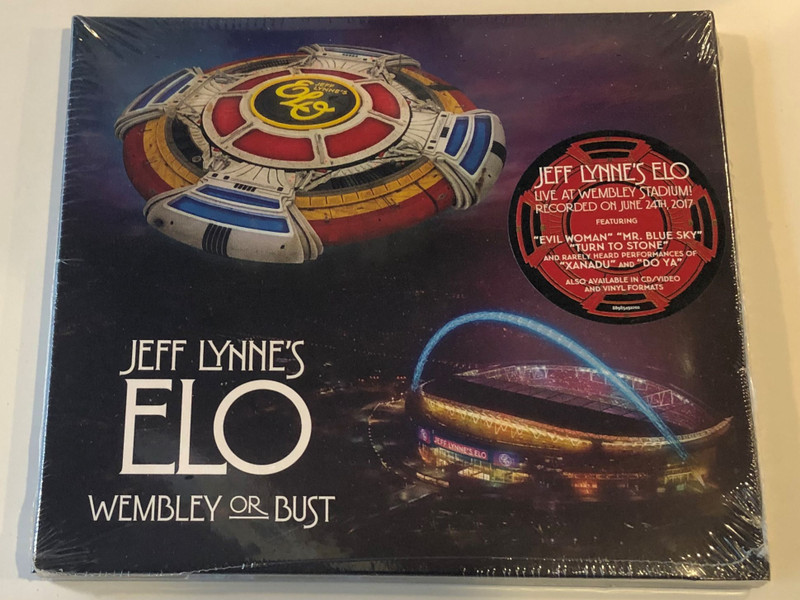 JEFF
LYNNE'S
ELO
JEFF LYNNE'S ELO
LIVE AT WEMBLEY STADIUM!
RECORDED ON JUNE 24TH, 2017
FEATURING
"EVIL WOMAN" "MR. BLUE SKY"
"TURN TO STONE"
AND RARELY HEARD PERFORMANCES OF
"XANADU" AND "DO YA"
ALSO AVAILABLE IN CD/VIDEO
AND VINYL FORMATS
JEFF LYNNE'S
ELO
WEMBLEY OR BUST
JEFF LYNNE'S ELO